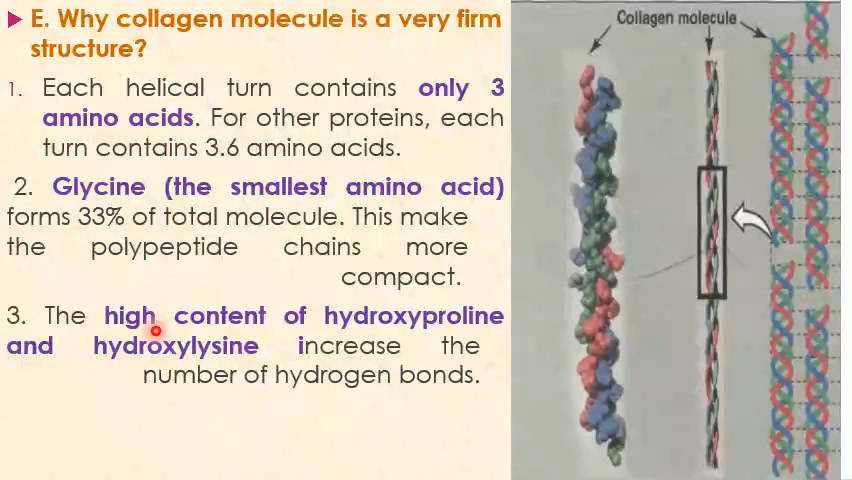 E. Why collagen molecule is a very firm
structure?
1. Each helical turn contains only 3
amino acids. For other proteins, each
turn contains 3.6 amino acids.
2. Glycine (the smallest amino acid)
forms 33% of total molecule. This make
the polypeptide chains more
compact.
3. The high content of hydroxyproline
and hydroxylysine increase the
number of hydrogen bonds.
Collagen molecule